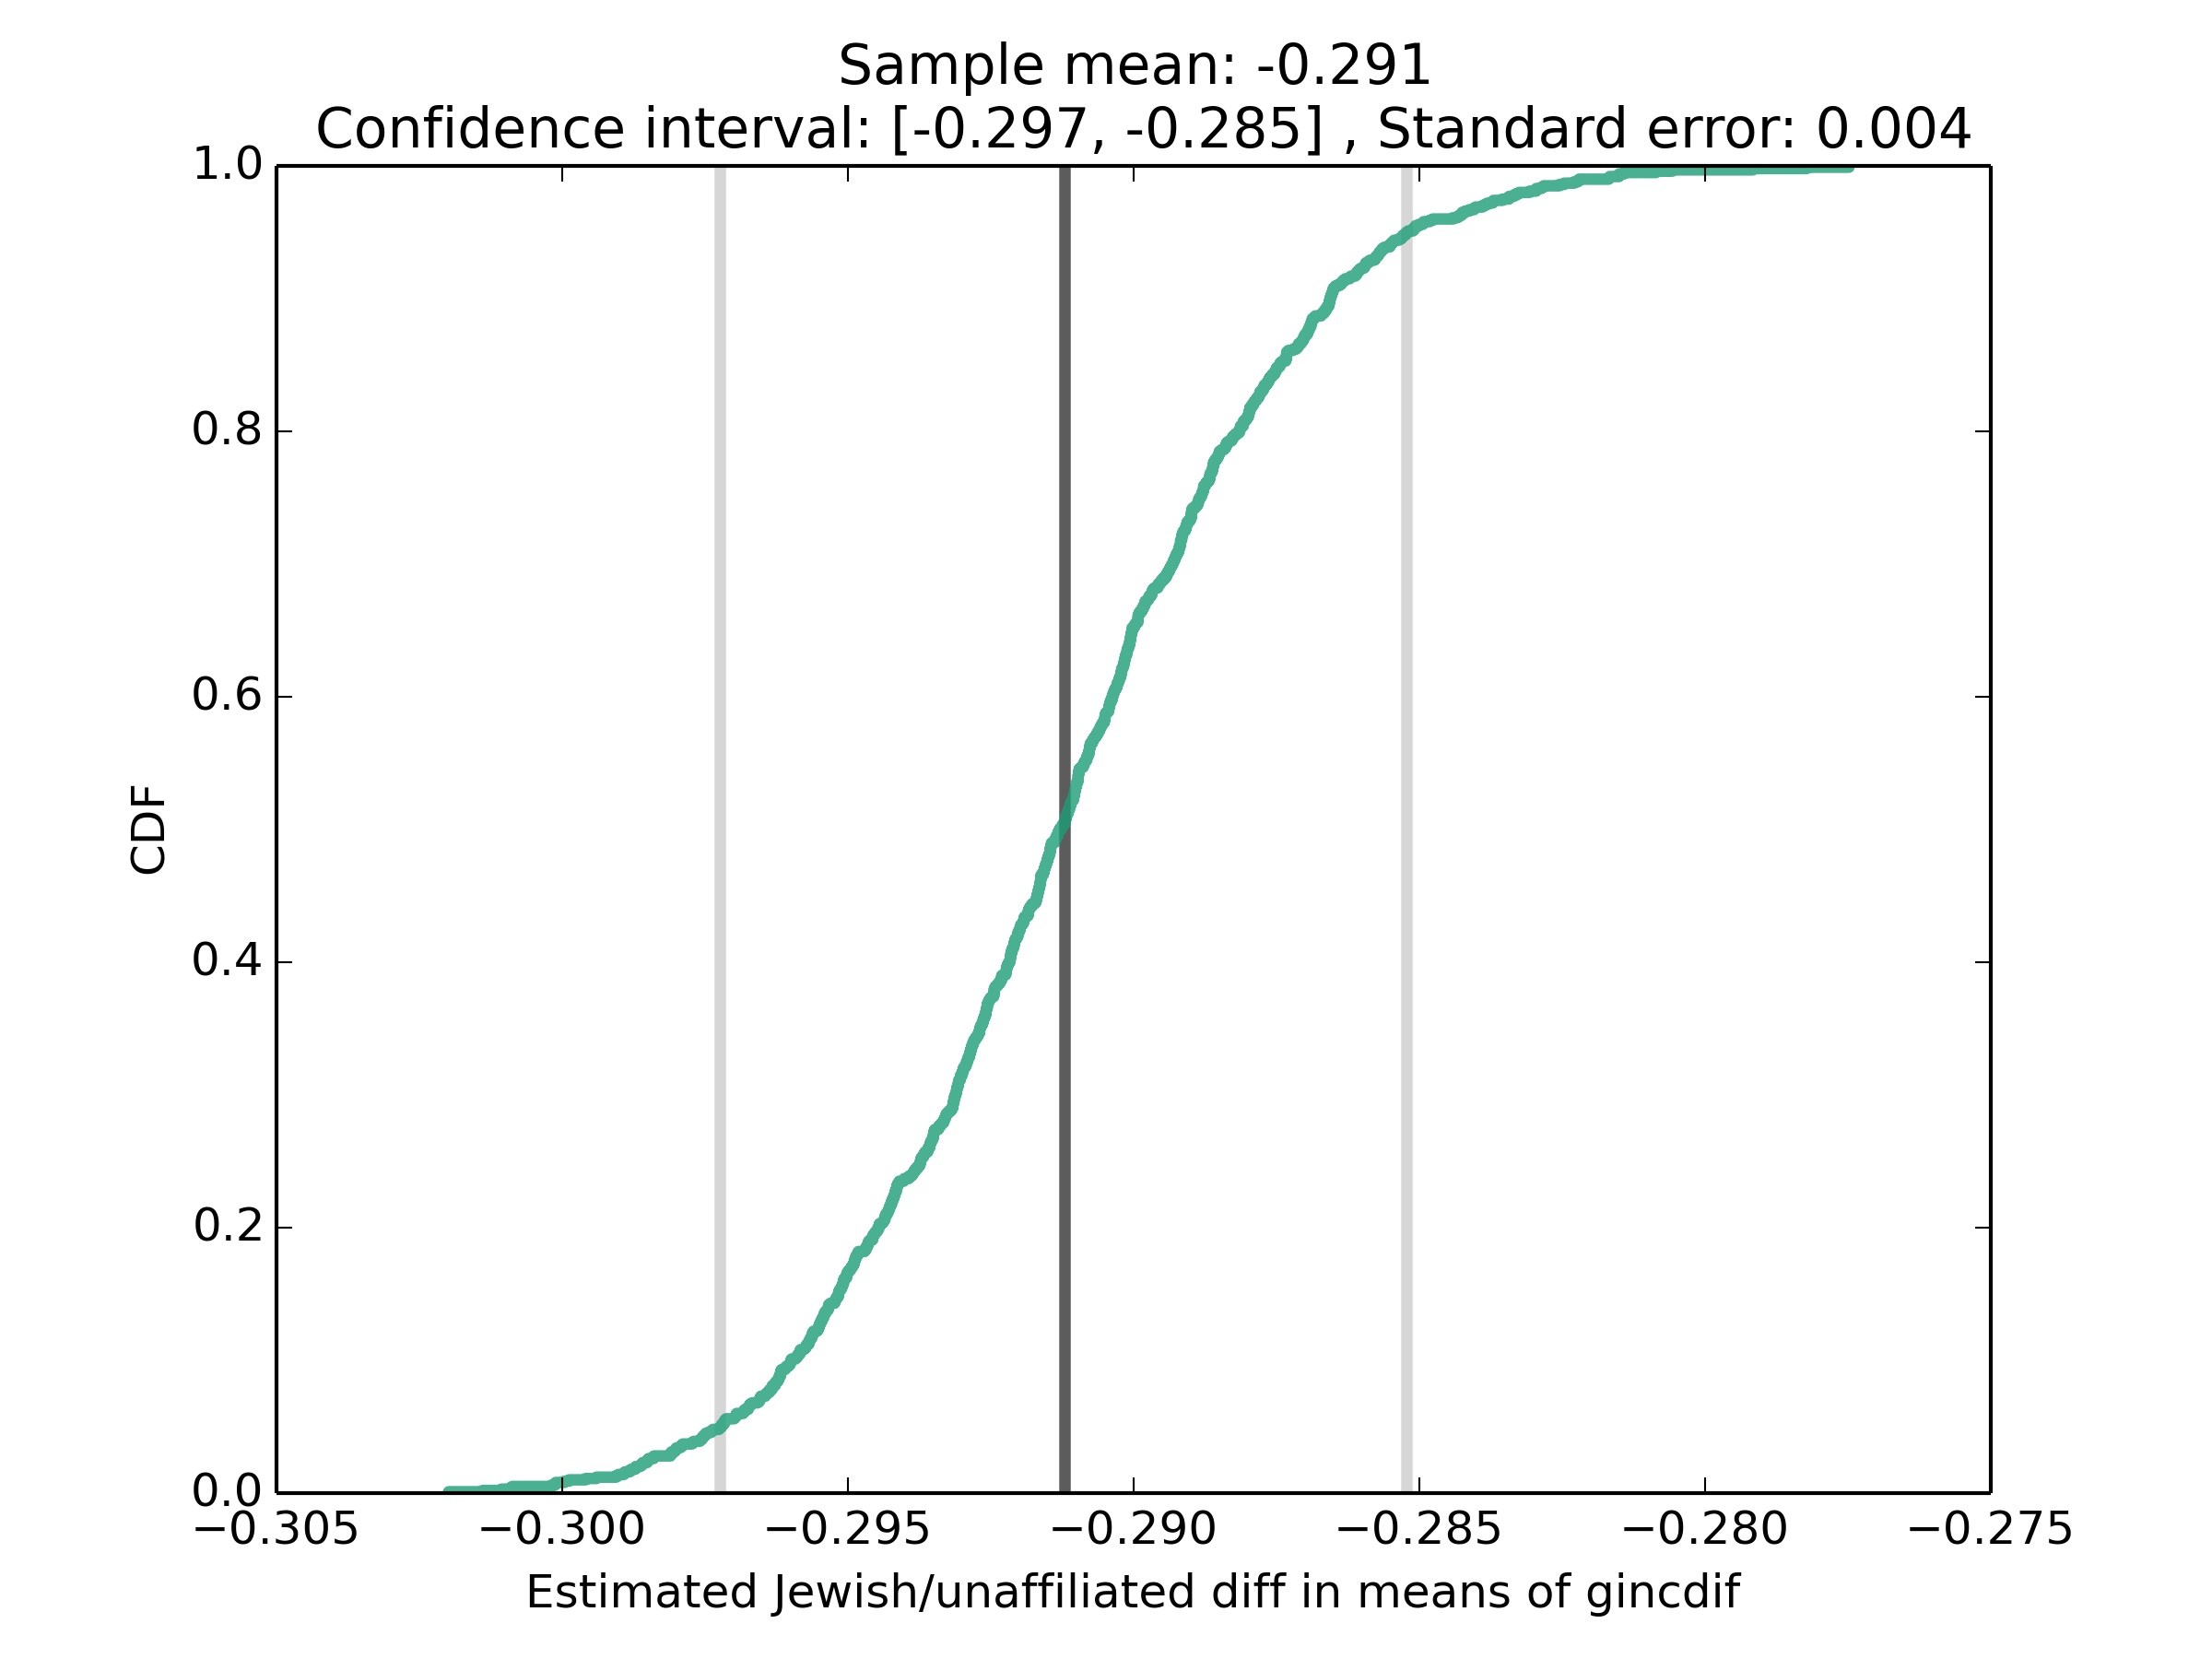 Sample mean: -0.291
Confidence interval: [-0.297, -0.285] , Standard error: 0.004
1.0
0.8
0.6
0.4
0.2
0.0
CDF
−0.305 −0.300 −0.295 −0.290 −0.285 −0.280 −0.275
Estimated Jewish/unaffiliated diff in means of gincdif